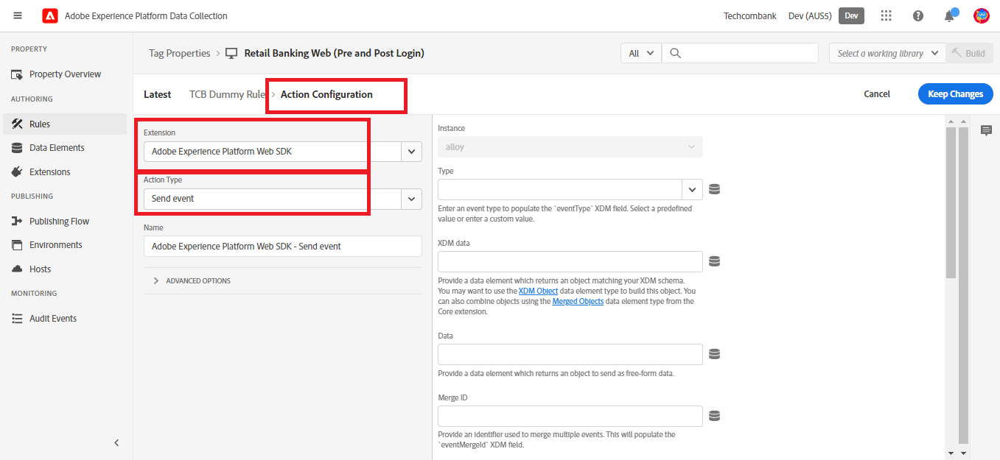 Adobe Experience Platform Data Collection
Techcombank Dev (AUS5) Dev
PROPERTY
Property Overview
AUTHORING
Rules
Data Elements
Extensions
PUBLISHING
Publishing Flow
Environments
Hosts
MONITORING
Audit Events
Tag Properties > Retail Banking Web (Pre and Post Login)
All
Select a working library
Build
Latest TCB Dummy Rule > Action Configuration
Cancel
Keep Changes
Extension
Adobe Experience Platform Web SDK
Action Type
Send event
Name
Adobe Experience Platform Web SDK - Send event
ADVANCED OPTIONS
Instance
alloy
Type
Enter an event type to populate the `eventType` XDM field. Select a predefined
value or enter a custom value.
XDM data
Provide a data element which returns an object matching your XDM schema.
You may want to use the XDM Object data element type to build this object. You
can also combine objects using the Merged Objects data element type from the
Core extension.
Data
Provide a data element which returns an object to send as free-form data.
Merge ID
Provide an identifier used to merge multiple events. This will populate the
`eventMergeId` XDM field.